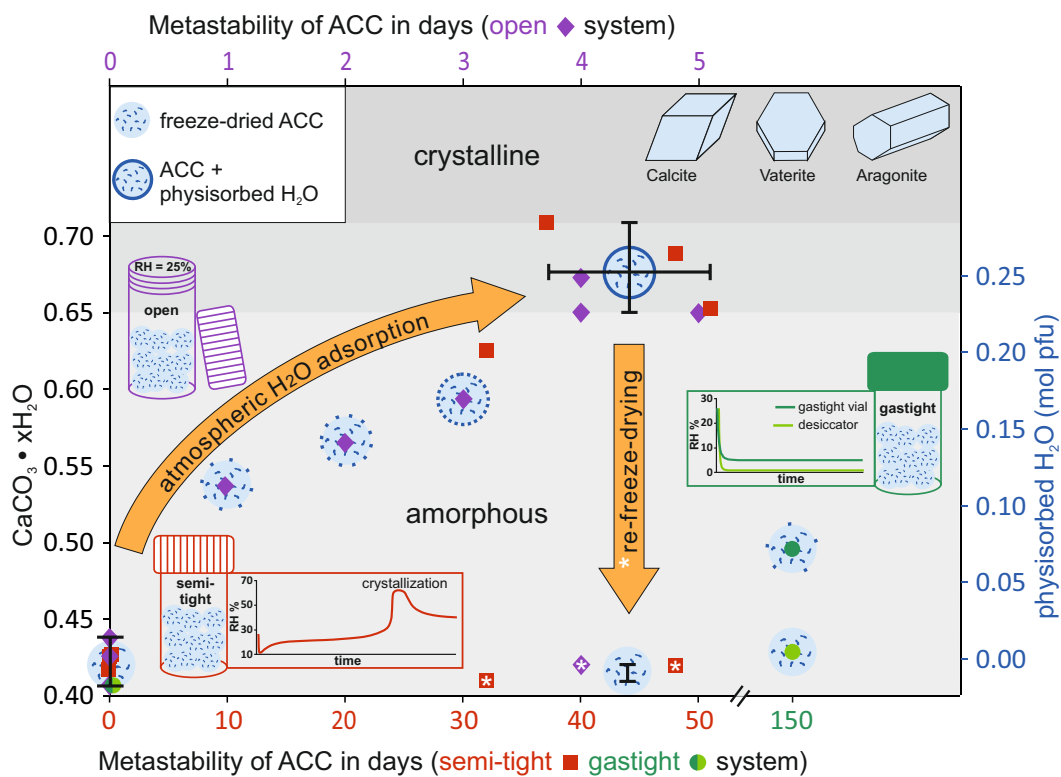 Metastability of ACC in days (open ◆ system)
0 1 2 3 4 5
freeze-dried ACC
ACC +
physisorbed H₂O
crystalline
Calcite
Vaterite
Aragonite
0.70
0.65
0.60
0.55
0.50
0.45
0.40
CaCO₃ • xH₂O
0.25
0.20
0.15
0.10
0.05
0.00
physisorbed H₂O (mol pfu)
RH = 25%
open
atmospheric H₂O adsorption
* re-freeze-drying
amorphous
30
20
10
0
RH %
time
gastight vial
desiccator
gastight
semi-
tight
70
50
30
10
RH %
time
crystallization
* * * 
0 10 20 30 40 50 150
Metastability of ACC in days (semi-tight ■ gastight ● system)